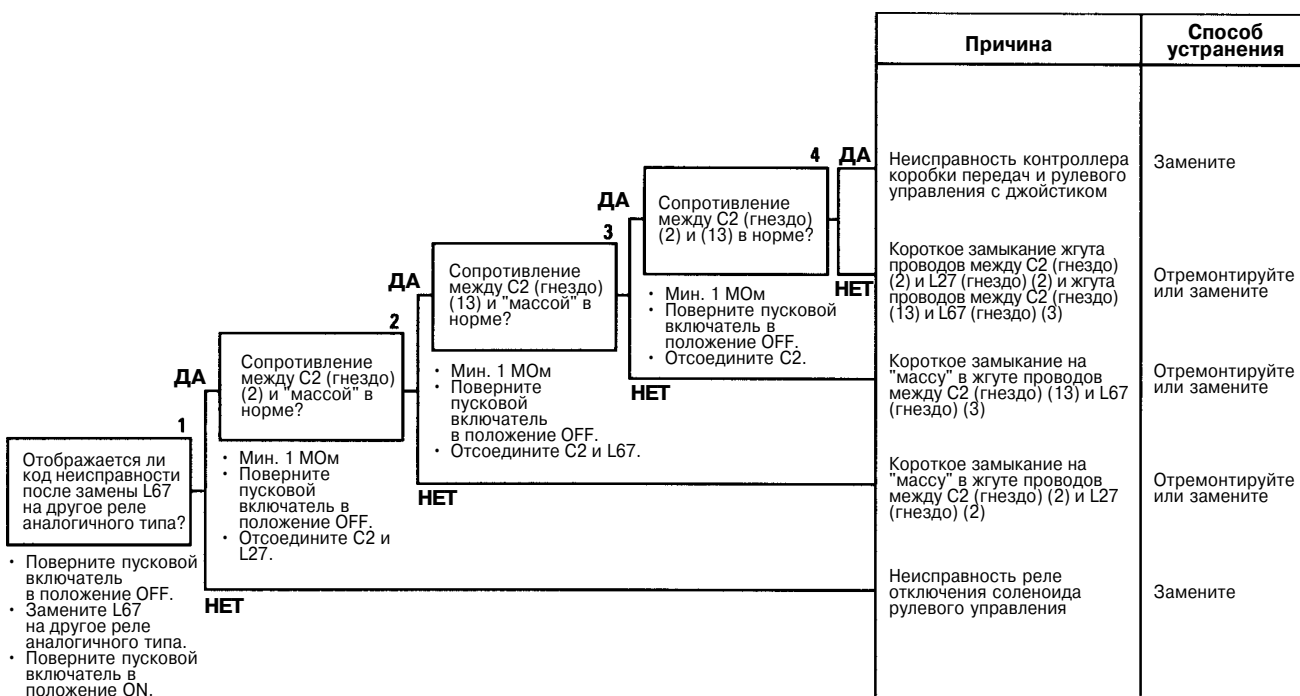 Причина
Способ
устранения
4
ДА
Неисправность контроллера
коробки передач и рулевого
управления с джойстиком
Замените
ДА
Сопротивление
между C2 (гнездо)
(2) и (13) в норме?
3
НЕТ
Короткое замыкание жгута
проводов между C2 (гнездо)
(2) и L27 (гнездо) (2) и жгута
проводов между C2 (гнездо)
(13) и L67 (гнездо) (3)
Отремонтируйте
или замените
ДА
Сопротивление
между C2 (гнездо)
(13) и "массой" в
норме?
• Мин. 1 МОм
• Поверните пусковой
включатель в
положение OFF.
• Отсоедините C2.
2
НЕТ
Короткое замыкание на
"массу" в жгуте проводов
между C2 (гнездо) (13) и L67
(гнездо) (3)
Отремонтируйте
или замените
ДА
Сопротивление
между C2 (гнездо)
(2) и "массой" в
норме?
• Мин. 1 МОм
• Поверните
пусковой
включатель
в положение OFF.
• Отсоедините C2 и L67.
1
НЕТ
Короткое замыкание на
"массу" в жгуте проводов
между C2 (гнездо) (2) и L27
(гнездо) (2)
Отремонтируйте
или замените
Отображается ли
код неисправности
после замены L67
на другое реле
аналогичного типа?
• Мин. 1 МОм
• Поверните
пусковой
включатель в
положение OFF.
• Отсоедините C2 и
L27.
• Поверните пусковой
включатель
в положение OFF.
• Замените L67
на другое реле
аналогичного типа.
• Поверните пусковой
включатель в
положение ON.
НЕТ
Неисправность реле
отключения соленоида
рулевого управления
Замените